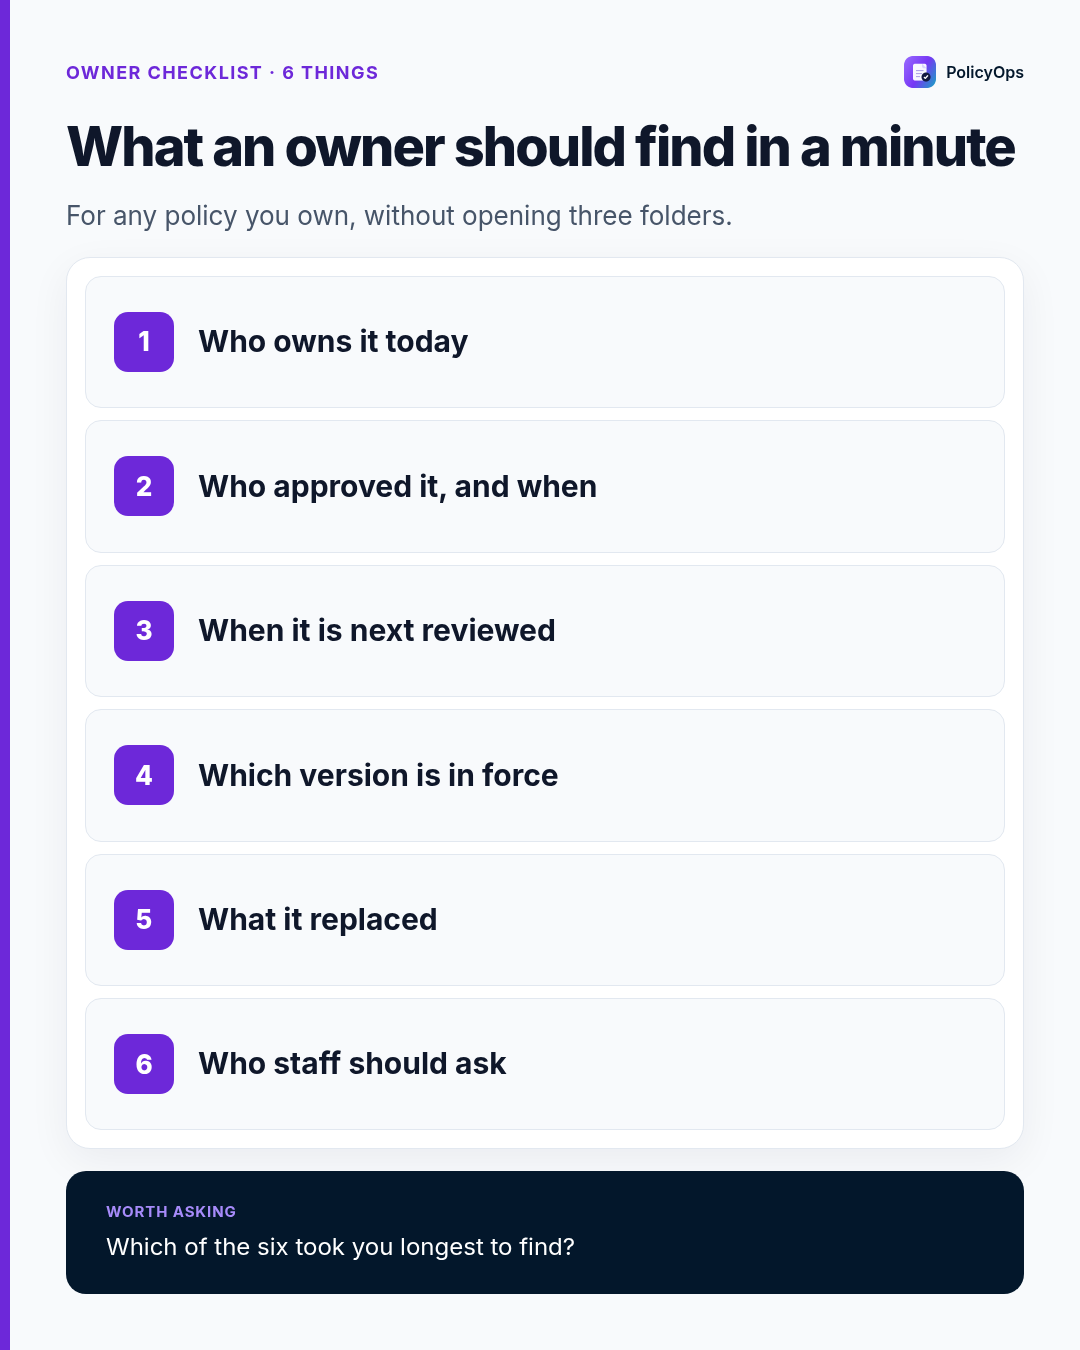 OWNER CHECKLIST · 6 THINGS
PolicyOps
What an owner should find in a minute
For any policy you own, without opening three folders.
1 Who owns it today
2 Who approved it, and when
3 When it is next reviewed
4 Which version is in force
5 What it replaced
6 Who staff should ask
WORTH ASKING
Which of the six took you longest to find?